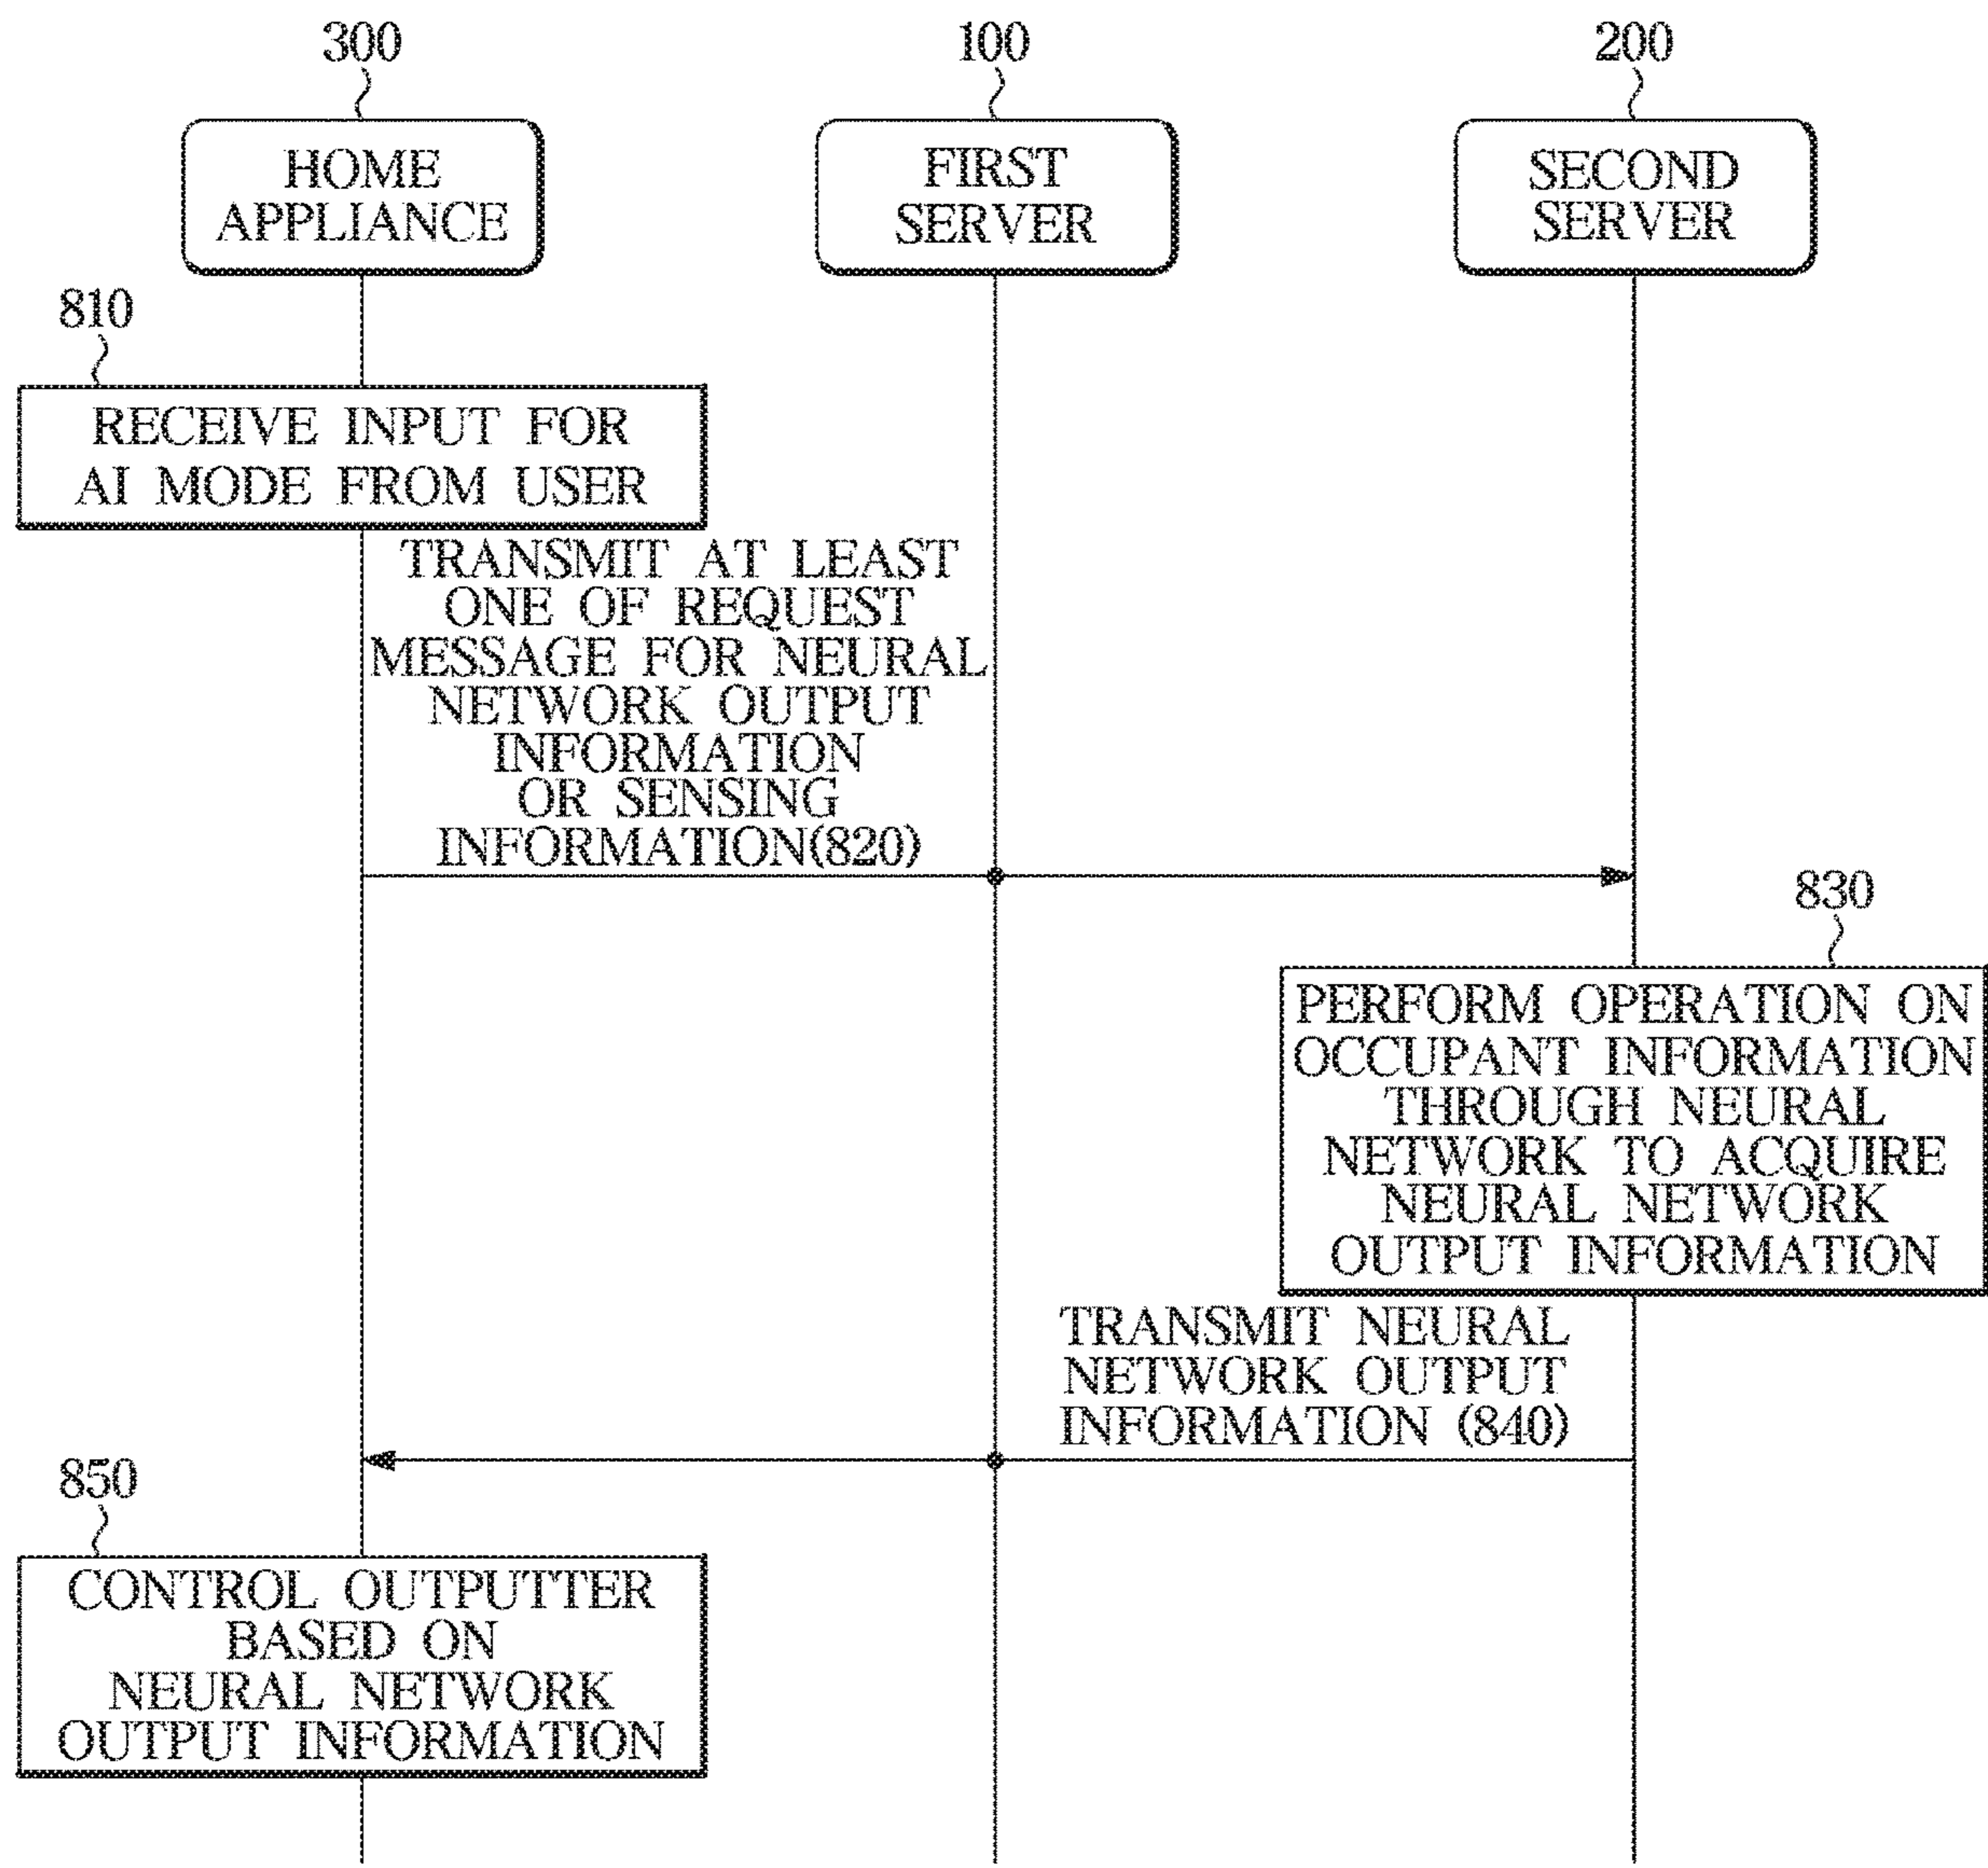 300
100
200
HOME
APPLIANCE
FIRST
SERVER
SECOND
SERVER
810
RECEIVE INPUT FOR
AI MODE FROM USER
TRANSMIT AT LEAST
ONE OF REQUEST
MESSAGE FOR NEURAL
NETWORK OUTPUT
INFORMATION
OR SENSING
INFORMATION(820)
830
PERFORM OPERATION ON
OCCUPANT INFORMATION
THROUGH NEURAL
NETWORK TO ACQUIRE
NEURAL NETWORK
OUTPUT INFORMATION
TRANSMIT NEURAL
NETWORK OUTPUT
INFORMATION (840)
850
CONTROL OUTPUTTER
BASED ON
NEURAL NETWORK
OUTPUT INFORMATION